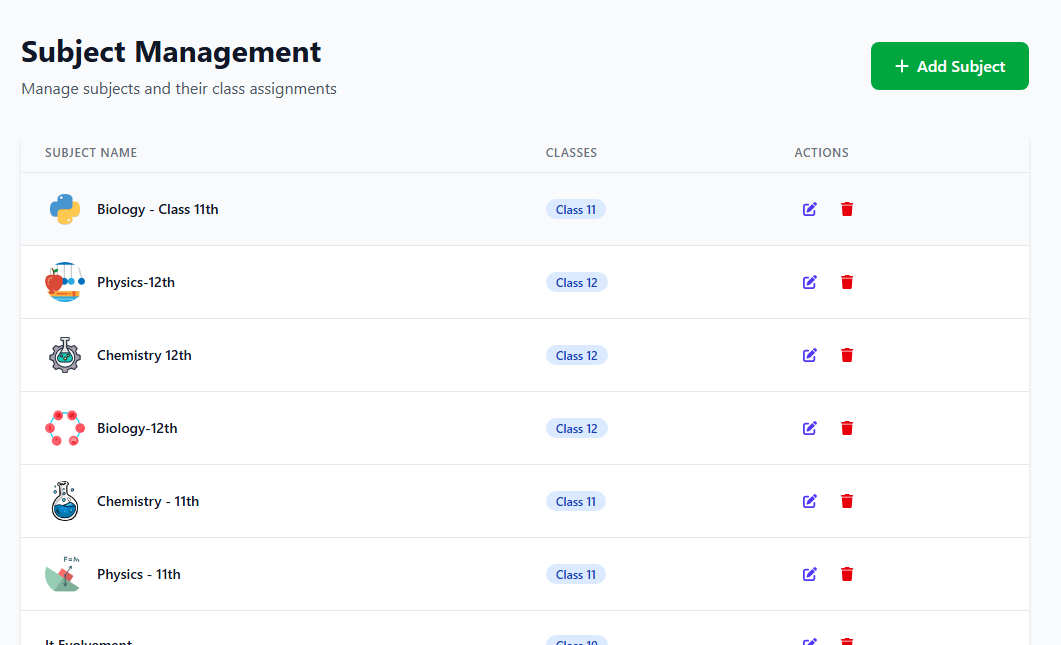 Subject Management
Manage subjects and their class assignments
+ Add Subject
SUBJECT NAME CLASSES ACTIONS
Biology - Class 11th Class 11
Physics-12th Class 12
Chemistry 12th Class 12
Biology-12th Class 12
Chemistry - 11th Class 11
F=m
Physics - 11th Class 11
It Evolvement Class 10